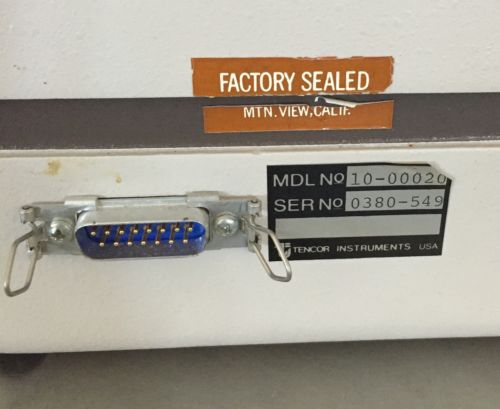 FACTORY SEALED
MTN. VIEW, CALIF.
MDL Nº 10-00020
SER Nº 0380-549
TENCOR INSTRUMENTS USA